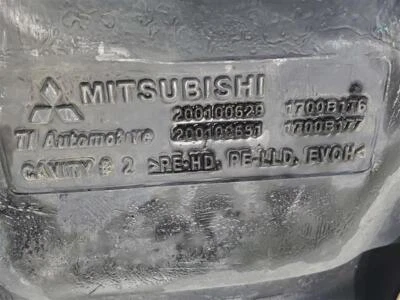 MITSUBISHI
200100629 1700B176
TI Automotive 200100631 1700B177
CAVITY # 2 >PE-HD, PE-LLD, EVOH<